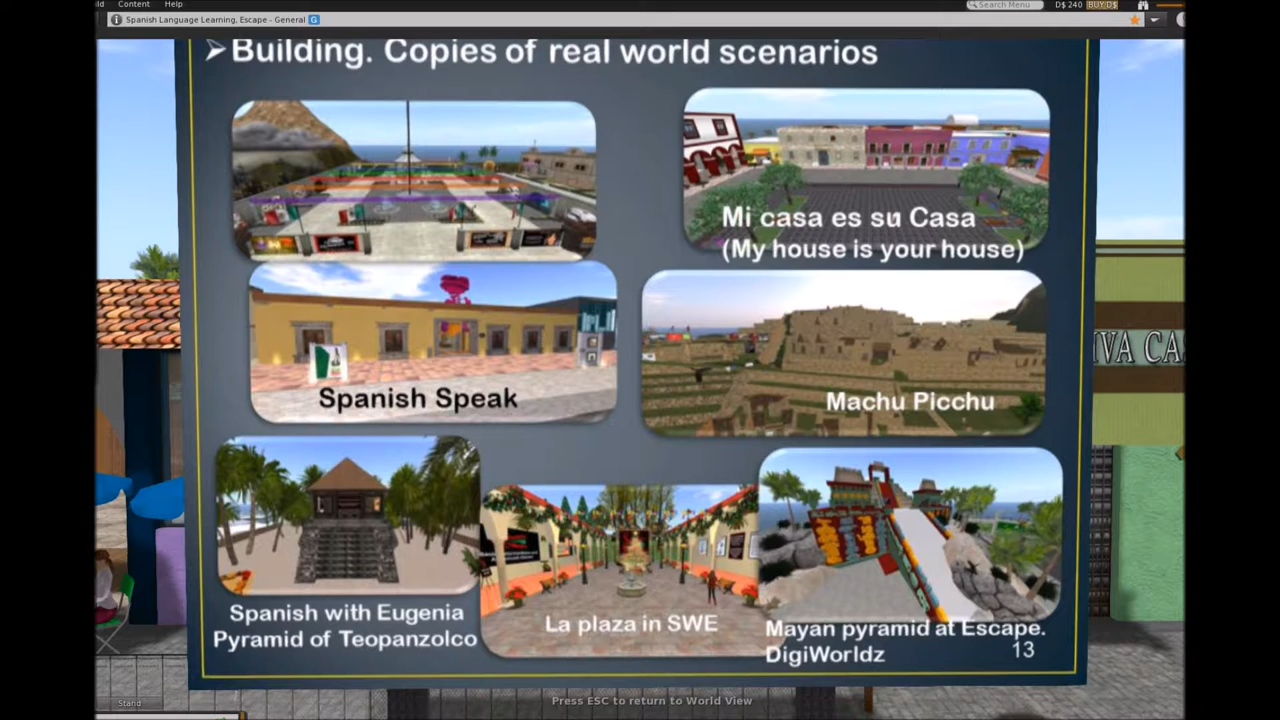 Content
Help
Search Menu
D$ 240
BUY D$
Spanish Language Learning, Escape - General
G
➢Building. Copies of real world scenarios
Mi casa es su Casa
(My house is your house)
Spanish Speak
Machu Picchu
Spanish with Eugenia
Pyramid of Teopanzolco
La plaza in SWE
Mayan pyramid at Escape.
DigiWorldz
13
Stand
Press ESC to return to World View